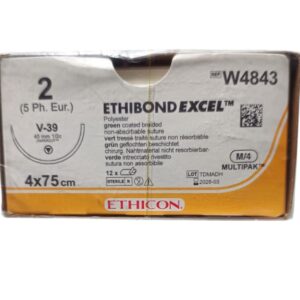 2
(5 Ph. Eur.)
V-39
4x75cm
REF W4843
ETHIBOND EXCEL™
Polyester
green coated braided
non-absorbable suture
vert tressé traité suture non résorbable
grün geflochten beschichtet
chirurg. Nahtmaterial nicht resorbierbar
verde intrecciato rivestito
sutura non assorbibile
12 x
STERILE R
M/4
MULTIPAK™
LOT
ETHICON